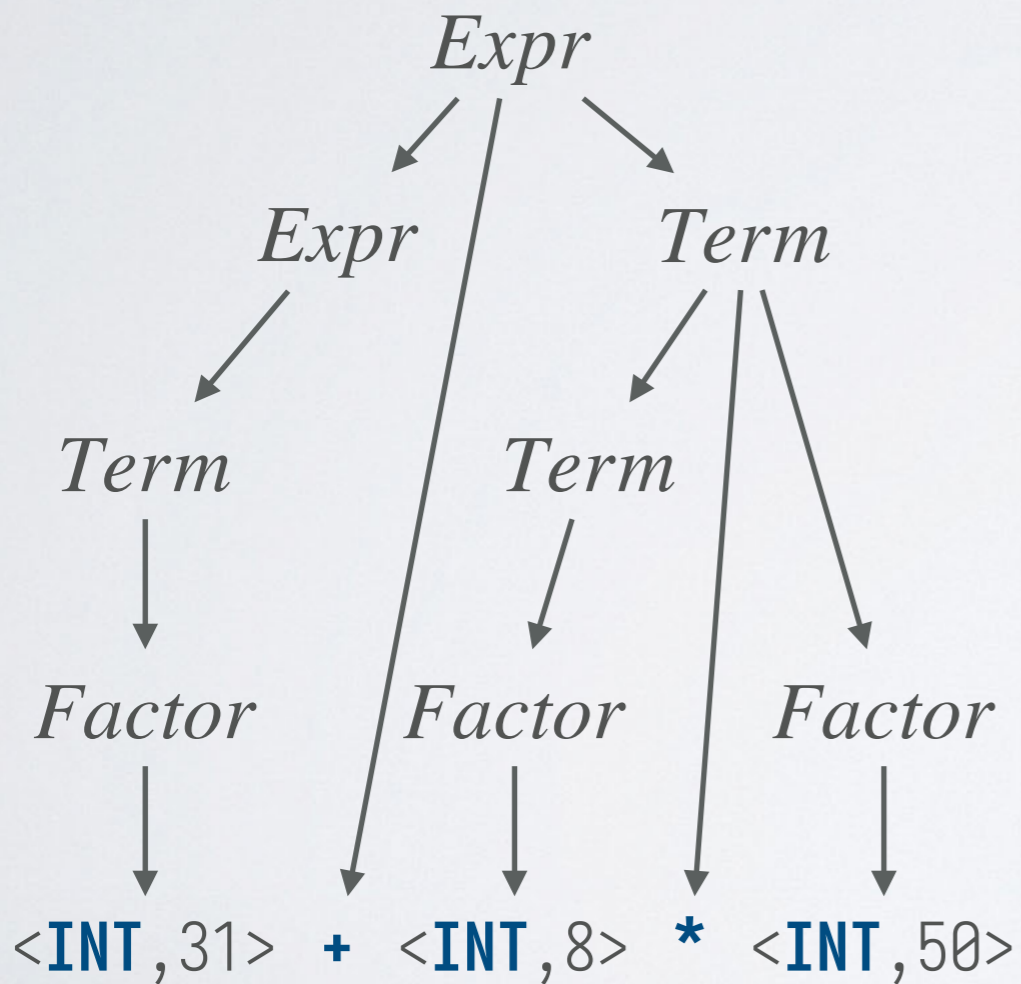 Expr
Expr Term
Term Term
Factor Factor Factor
<INT,31> + <INT,8> * <INT,50>